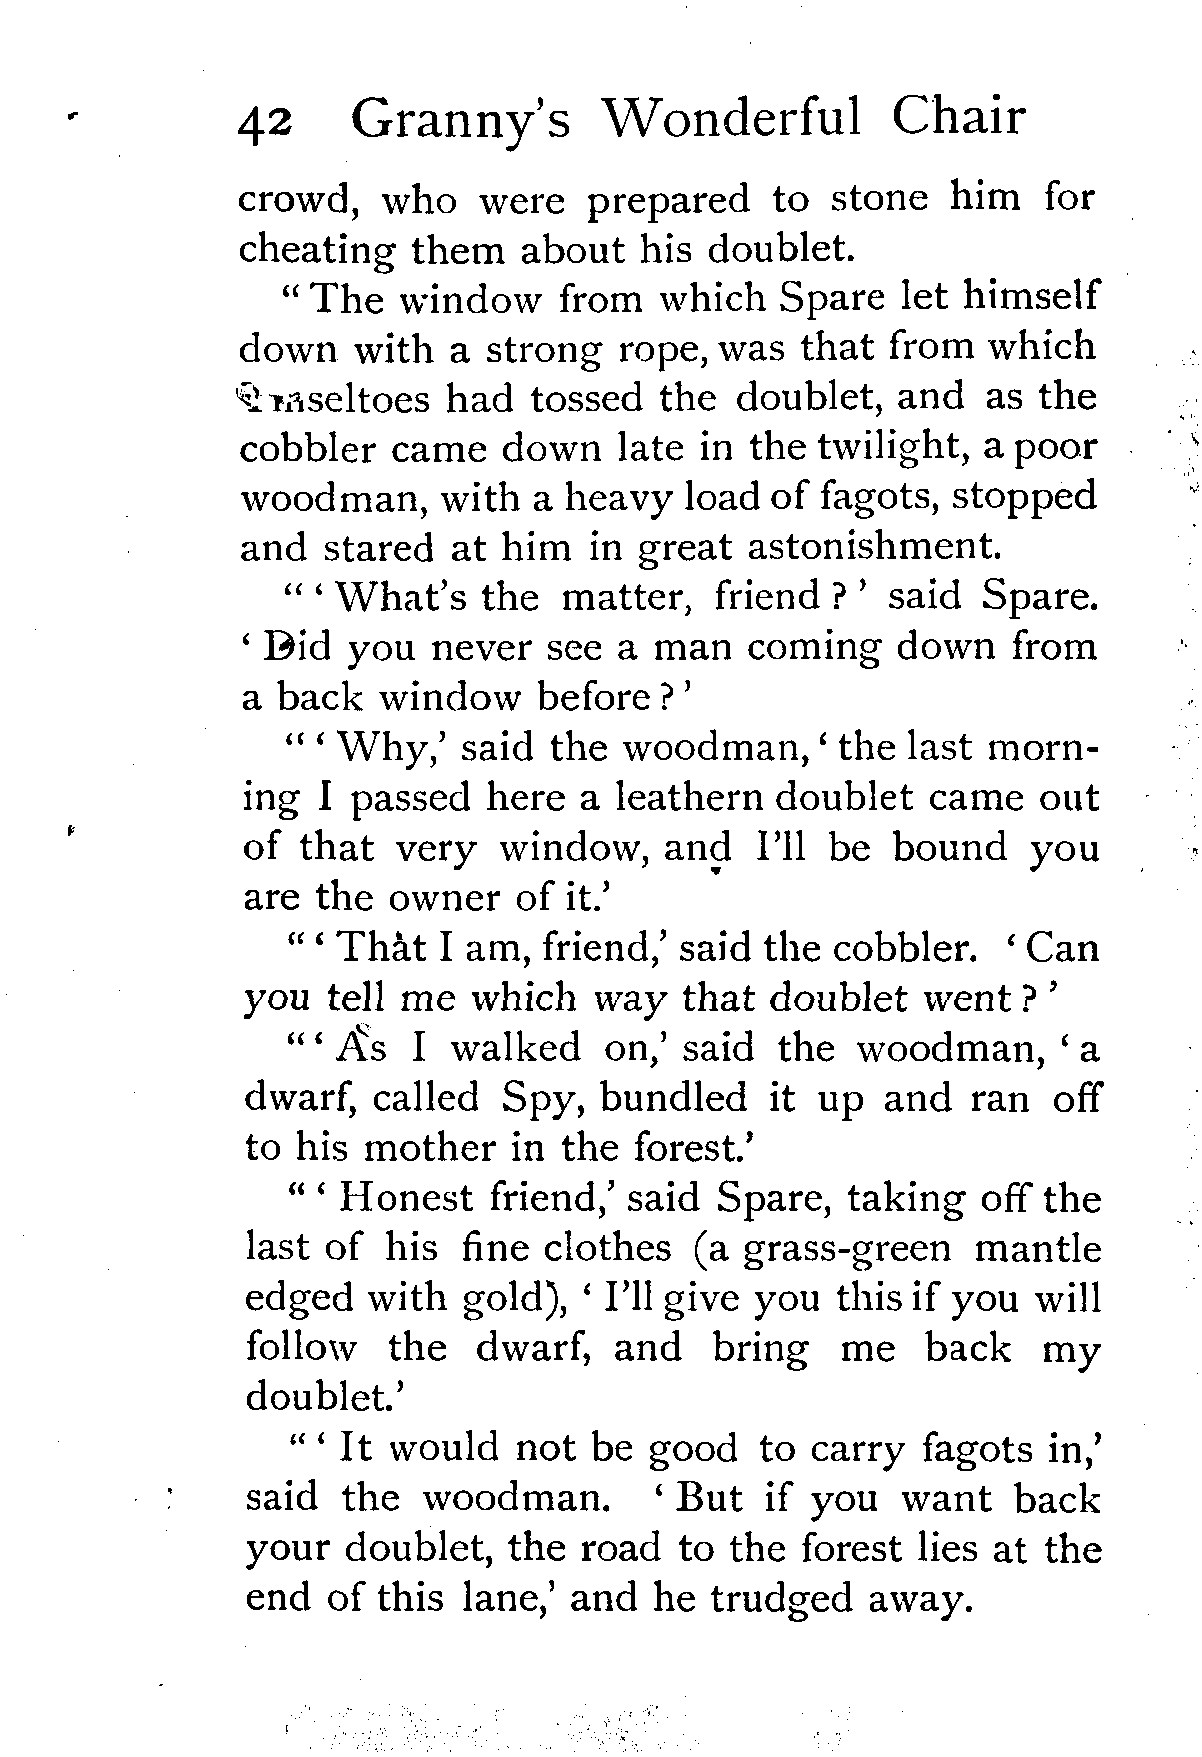 42 Granny's Wonderful Chair
crowd, who were prepared to stone him for
cheating them about his doublet.
" The window from which Spare let himself
down with a strong rope, was that from which
had tossed the doublet, and as the
cobbler came down late in the twilight, a poor
woodman, with a heavy load of fagots, stopped
and stared at him in great astonishment.
" ' What's the matter, friend ? ' said Spare.
' Did you never see a man coming down from
a back window before ? '
" ' Why,' said the woodman, ' the last morn-
ing I passed here a leathern doublet came out
of that very window, and I'll be bound you
are the owner of it.'
" ' That I am, friend,' said the cobbler. ' Can
you tell me which way that doublet went ? '
" ' As I walked on,' said the woodman, ' a
dwarf, called Spy, bundled it up and ran off
to his mother in the forest.'
" ' Honest friend,' said Spare, taking off the
last of his fine clothes (a grass-green mantle
edged with gold), ' I'll give you this if you will
follow the dwarf, and bring me back my
doublet.'
" ' It would not be good to carry fagots in,'
said the woodman. ' But if you want back
your doublet, the road to the forest lies at the
end of this lane,' and he trudged away.